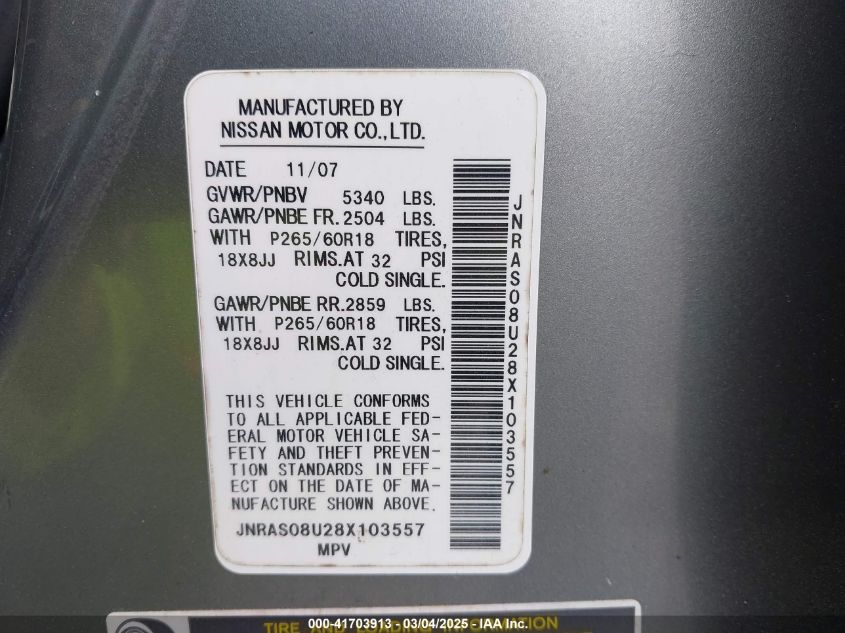 MANUFACTURED BY
NISSAN MOTOR CO.,LTD.
DATE 11/07
GVWR/PNBV 5340 LBS.
GAWR/PNBE FR. 2504 LBS.
WITH P265/60R18 TIRES,
18X8JJ RIMS.AT 32 PSI
COLD SINGLE.
GAWR/PNBE RR. 2859 LBS.
WITH P265/60R18 TIRES,
18X8JJ RIMS.AT 32 PSI
COLD SINGLE.
THIS VEHICLE CONFORMS
TO ALL APPLICABLE FED-
ERAL MOTOR VEHICLE SA-
FETY AND THEFT PREVEN-
TION STANDARDS IN EFF-
ECT ON THE DATE OF MA-
NUFACTURE SHOWN ABOVE.
JNRAS08U28X103557
MPV
JNRAS08U28X103557
TIRE AND LOADING INFORMATION
000-41703913 - 03/04/2025 - IAA Inc.